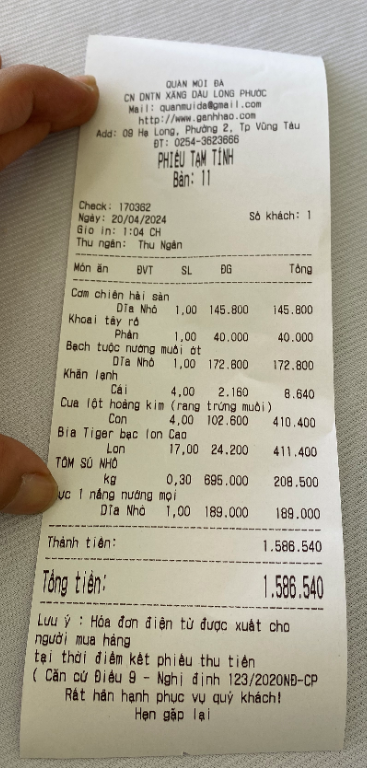 QUÁN MŨI ĐÁ
CN DNTN XĂNG DẦU LONG PHƯỚC
Mail: quanmuida@gmail.com
http://www.ganhhao.com
Add: 09 Hạ Long, Phường 2, Tp Vũng Tàu
ĐT: 0254-3623666
PHIẾU TẠM TÍNH
Bàn: 11
Check: 170362
Ngày: 20/04/2024 Số khách: 1
Gio in: 1:04 CH
Thu ngân: Thu Ngân
Món ăn ĐVT SL ĐG Tổng
Cơm chiên hải sản
Dĩa Nhỏ 1,00 145.800 145.800
Khoai tây rổ
Phần 1,00 40.000 40.000
Bạch tuộc nướng muối ớt
Dĩa Nhỏ 1,00 172.800 172.800
Khăn lạnh
Cái 4,00 2.160 8.640
Cua lột hoàng kim (rang trứng muối)
Con 4,00 102.600 410.400
Bia Tiger bạc lon Cao
Lon 17,00 24.200 411.400
TÔM SÚ NHỎ
kg 0,30 695.000 208.500
ực 1 nắng nướng mọi
Dĩa Nhỏ 1,00 189.000 189.000
Thành tiền: 1.586.540
Tổng tiền: 1.586.540
Lưu ý : Hóa đơn điện tử được xuất cho
người mua hàng
tại thời điểm kết phiếu thu tiền
( Căn cứ Điều 9 - Nghị định 123/2020NĐ-CP
Rất hân hạnh phục vụ quý khách!
Hẹn gặp lại